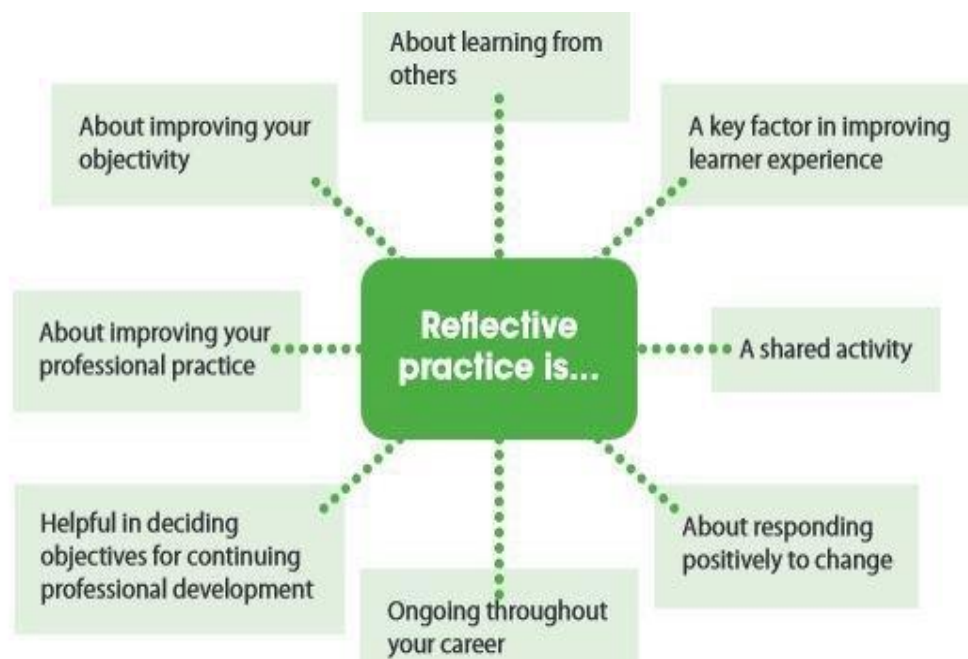 About learning from
others
About improving your
objectivity
A key factor in improving
learner experience
Reflective
practice is...
About improving your
professional practice
A shared activity
Helpful in deciding
objectives for continuing
professional development
About responding
positively to change
Ongoing throughout
your career